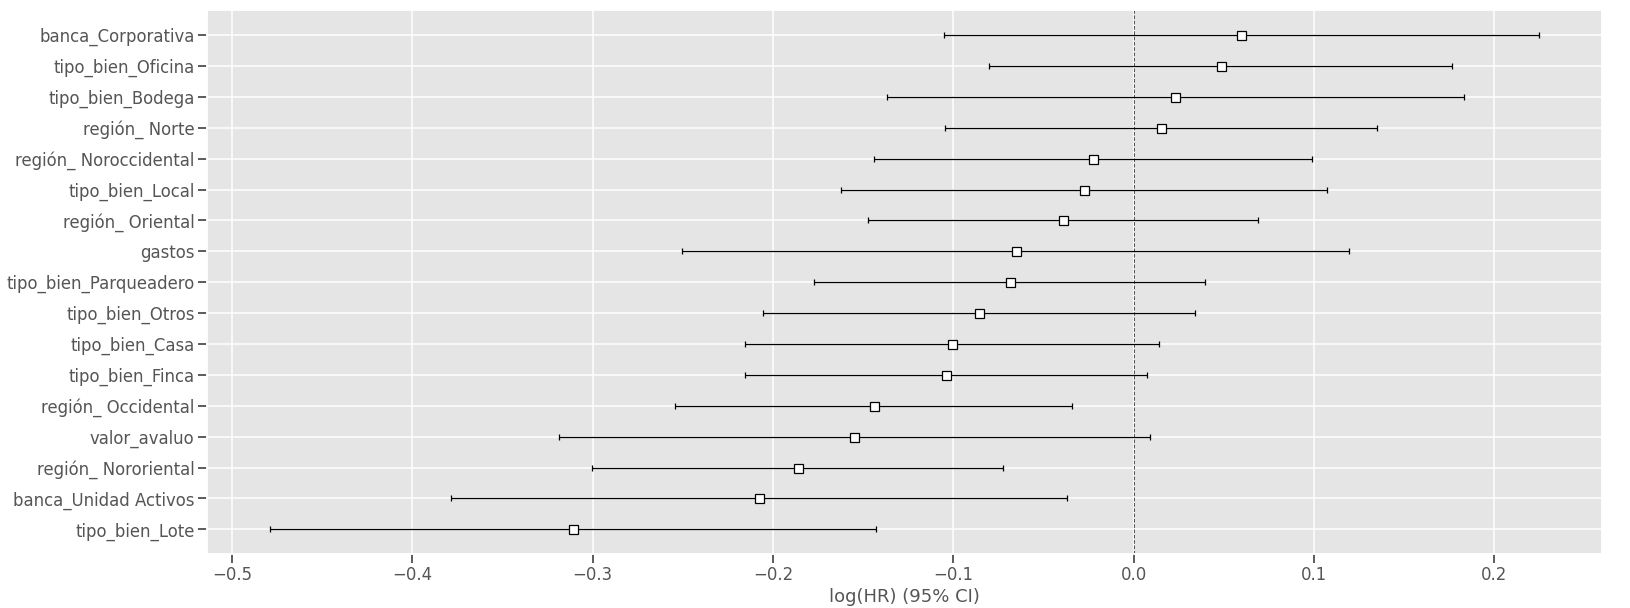 banca_Corporativa
tipo_bien_Oficina
tipo_bien_Bodega
región_ Norte
región_ Noroccidental
tipo_bien_Local
región_ Oriental
gastos
tipo_bien_Parqueadero
tipo_bien_Otros
tipo_bien_Casa
tipo_bien_Finca
región_ Occidental
valor_avaluo
región_ Nororiental
banca_Unidad Activos
tipo_bien_Lote
−0.5 −0.4 −0.3 −0.2 −0.1 0.0 0.1 0.2
log(HR) (95% CI)